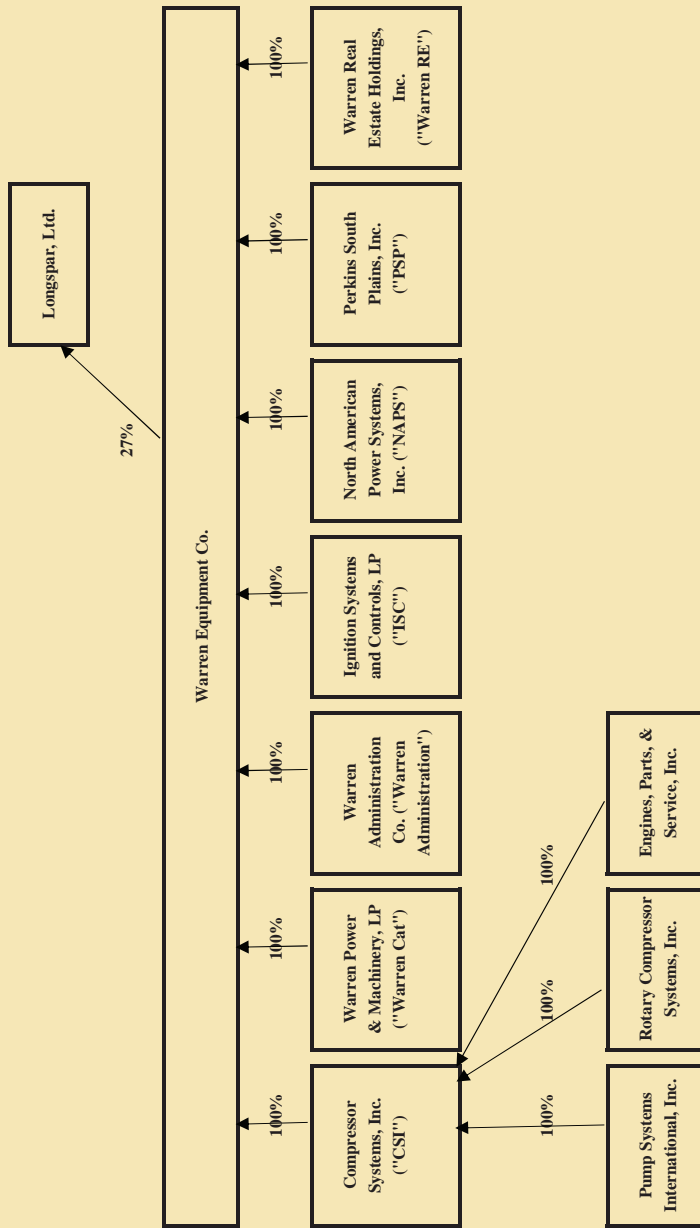 Longspar, Ltd.
27%
Warren Equipment Co.
100%
100%
100%
100%
100%
100%
100%
Compressor
Systems, Inc.
("CSI")
Warren Power
& Machinery, LP
("Warren Cat")
Warren
Administration
Co. ("Warren
Administration")
Ignition Systems
and Controls, LP
("ISC")
North American
Power Systems,
Inc. ("NAPS")
Perkins South
Plains, Inc.
("PSP")
Warren Real
Estate Holdings,
Inc.
("Warren RE")
100%
100%
100%
Pump Systems
International, Inc.
Rotary Compressor
Systems, Inc.
Engines, Parts, &
Service, Inc.